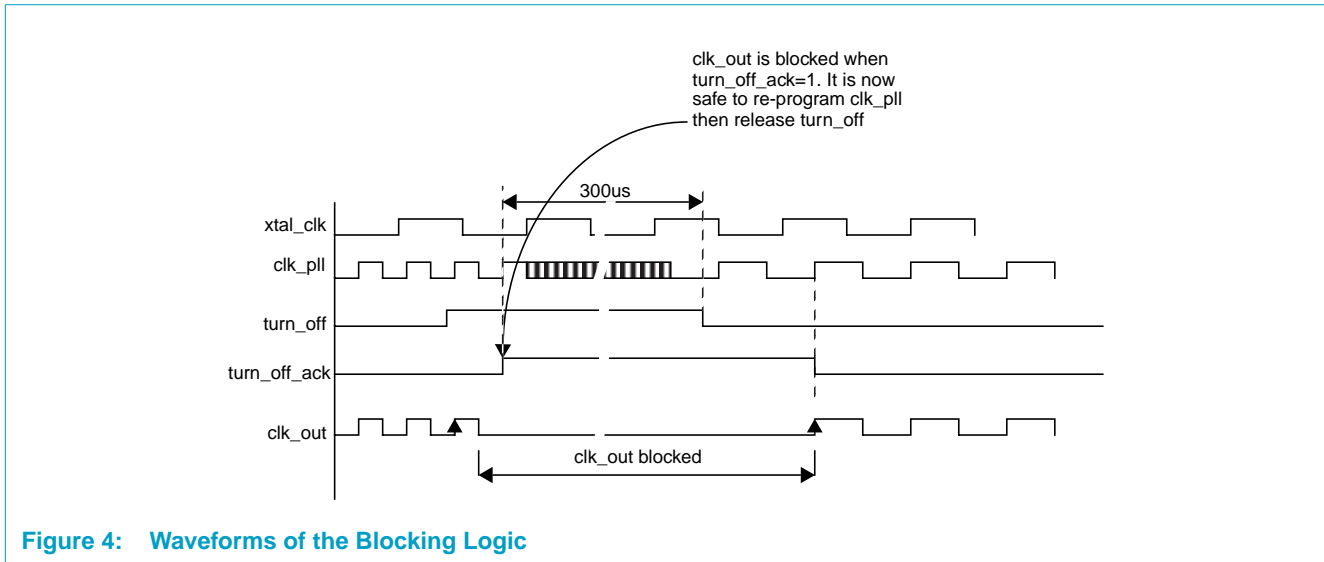 clk_out is blocked when
turn_off_ack=1. It is now
safe to re-program clk_pll
then release turn_off
300us
xtal_clk
clk_pll
turn_off
turn_off_ack
clk_out
clk_out blocked
Figure 4: Waveforms of the Blocking Logic